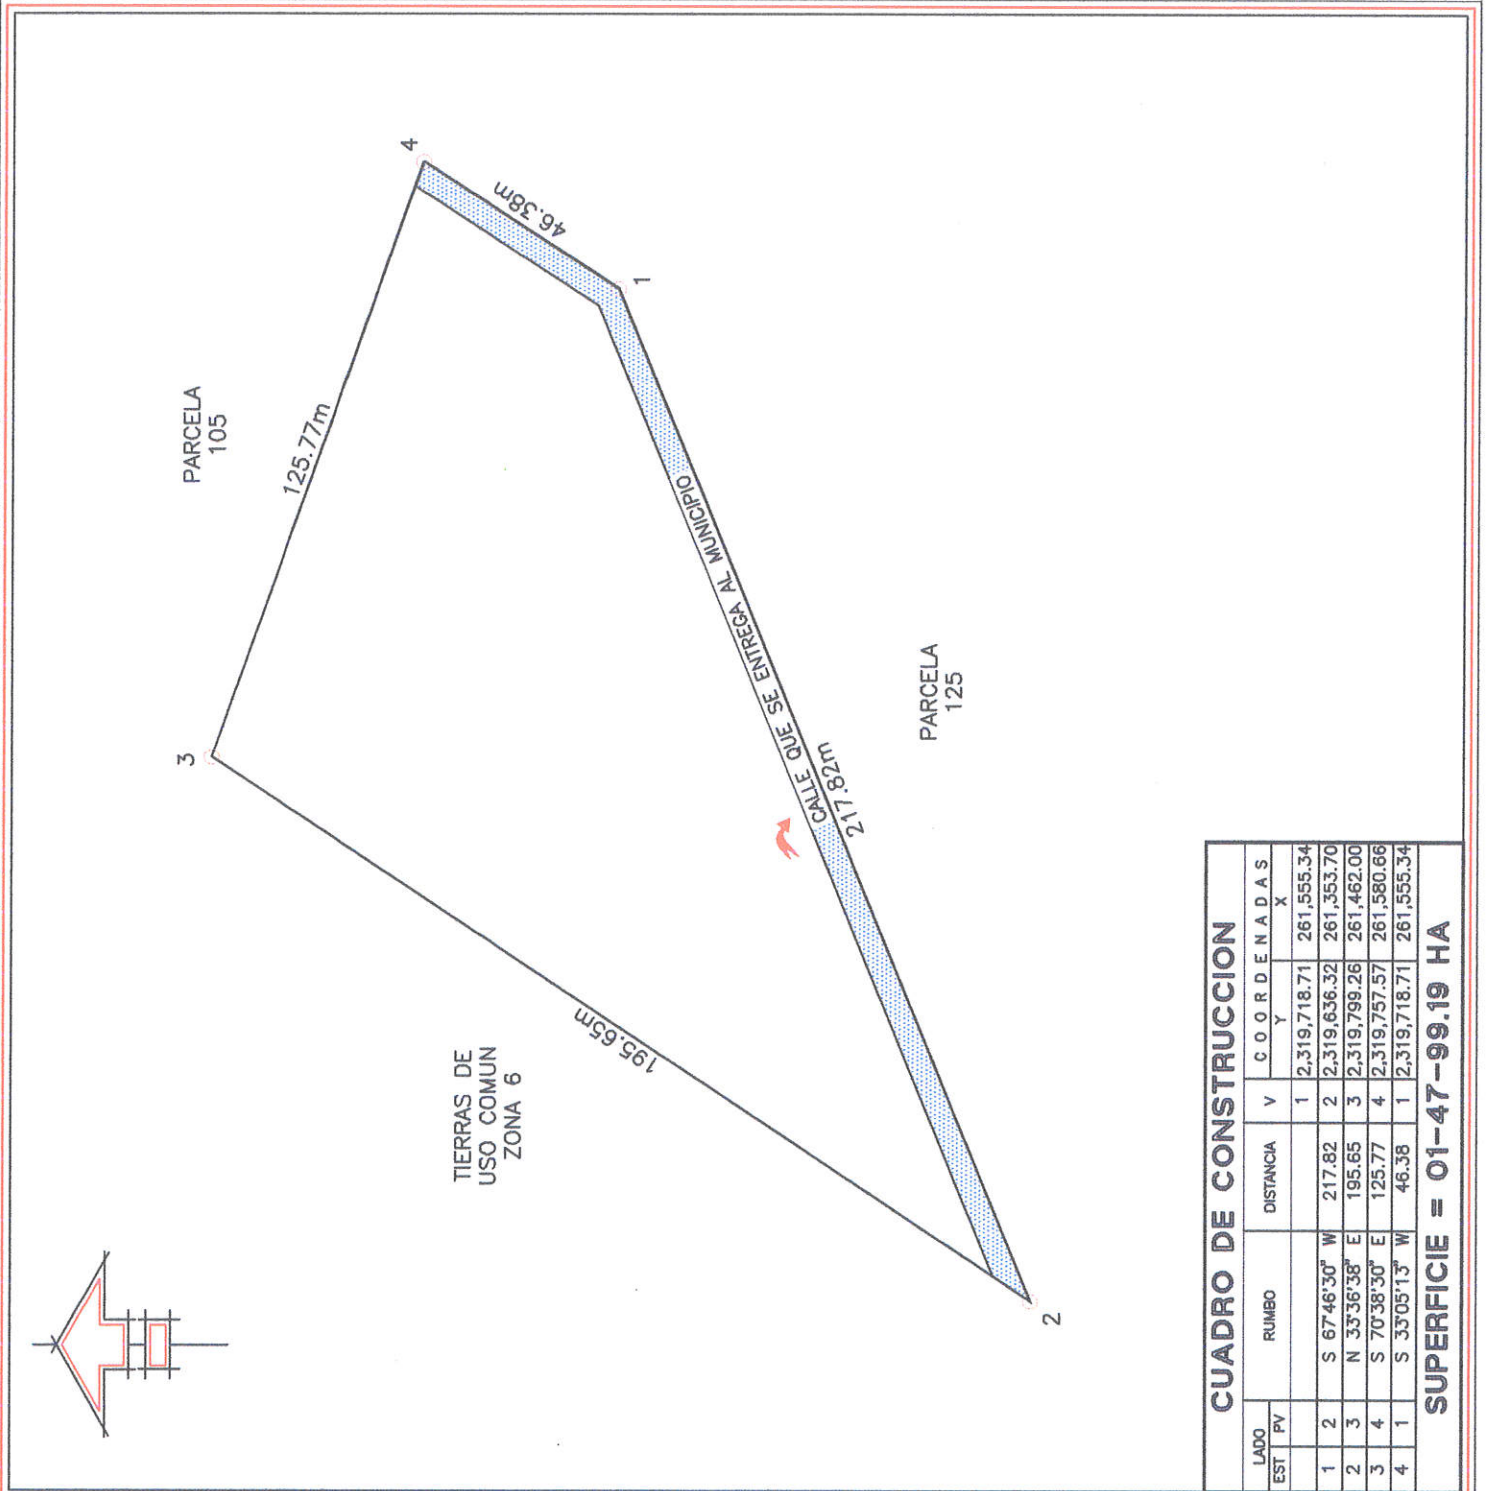 4
46.38m
1
PARCELA
105
125.77m
3
CALLE QUE SE ENTREGA AL MUNICIPIO
217.82m
PARCELA
125
TIERRAS DE
USO COMUN
ZONA 6
195.65m
2
CUADRO DE CONSTRUCCION
LADO RUMBO DISTANCIA V COORDENADAS
EST PV Y X
1 2,319,718.71 261,555.34
1 2 S 67°46'30" W 217.82 2 2,319,636.32 261,353.70
2 3 N 33°36'38" E 195.65 3 2,319,799.26 261,462.00
3 4 S 70°38'30" E 125.77 4 2,319,757.57 261,580.66
4 1 S 33°05'13" W 46.38 1 2,319,718.71 261,555.34
SUPERFICIE = 01-47-99.19 HA